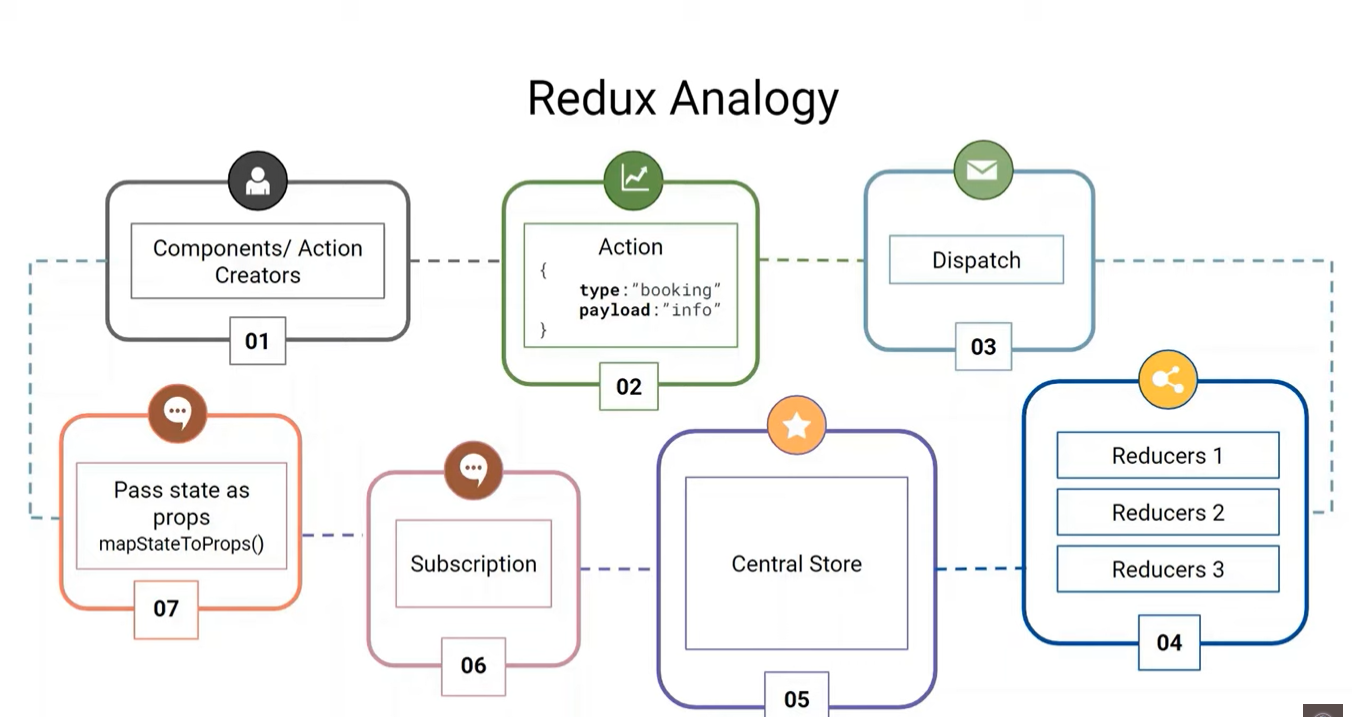 Redux Analogy
Components/ Action
Creators
01
Action
{
type:"booking"
payload:"info"
}
02
Dispatch
03
Reducers 1
Reducers 2
Reducers 3
04
Central Store
05
Subscription
06
Pass state as
props
mapStateToProps()
07